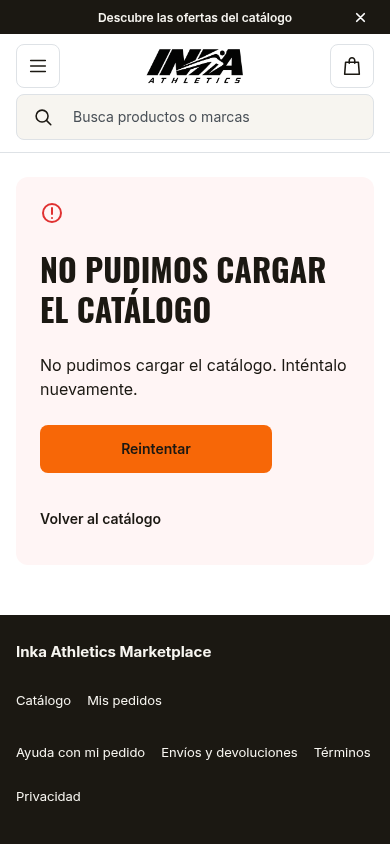 Descubre las ofertas del catálogo
INKA
ATHLETICS
Busca productos o marcas
NO PUDIMOS CARGAR
EL CATÁLOGO
No pudimos cargar el catálogo. Inténtalo
nuevamente.
Reintentar
Volver al catálogo
Inka Athletics Marketplace
Catálogo Mis pedidos
Ayuda con mi pedido Envíos y devoluciones Términos
Privacidad